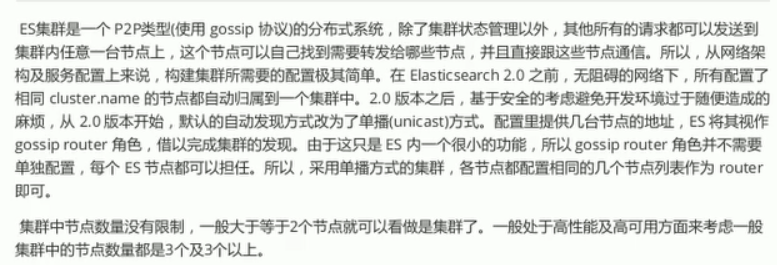 ES集群是一个 P2P类型(使用 gossip 协议)的分布式系统，除了集群状态管理以外，其他所有的请求都可以发送到
集群内任意一台节点上，这个节点可以自己找到需要转发给哪些节点，并且直接跟这些节点通信。所以，从网络架
构及服务配置上来说，构建集群所需要的配置极其简单。在 Elasticsearch 2.0 之前，无阻碍的网络下，所有配置了
相同 cluster.name 的节点都自动归属到一个集群中。2.0 版本之后，基于安全的考虑避免开发环境过于随便造成的
麻烦，从 2.0 版本开始，默认的自动发现方式改为了单播(unicast)方式。配置里提供几台节点的地址，ES 将其视作
gossip router 角色，借以完成集群的发现。由于这只是 ES 内一个很小的功能，所以 gossip router 角色并不需要
单独配置，每个 ES 节点都可以担任。所以，采用单播方式的集群，各节点都配置相同的几个节点列表作为 router
即可。
集群中节点数量没有限制，一般大于等于2个节点就可以看做是集群了。一般处于高性能及高可用方面来考虑一般
集群中的节点数量都是3个及3个以上。